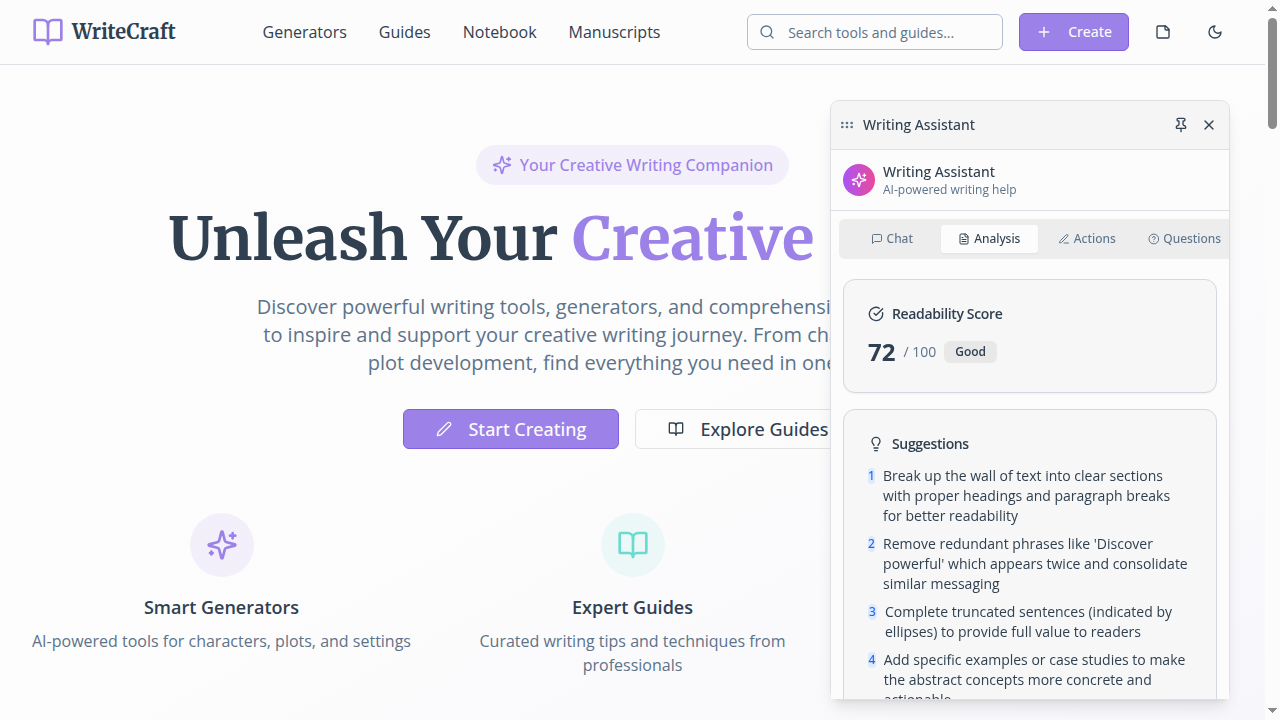 WriteCraft
Generators
Guides
Notebook
Manuscripts
Search tools and guides...
Create
Your Creative Writing Companion
Unleash Your Creative
Discover powerful writing tools, generators, and
to inspire and support your creative writing journey. From
plot development, find everything you need in
Start Creating
Explore Guides
Smart Generators
AI-powered tools for characters, plots, and settings
Expert Guides
Curated writing tips and techniques from
professionals
Writing Assistant
Writing Assistant
AI-powered writing help
Chat
Analysis
Actions
Questions
Readability Score
72 / 100 Good
Suggestions
1 Break up the wall of text into clear sections
with proper headings and paragraph breaks
for better readability
2 Remove redundant phrases like 'Discover
powerful' which appears twice and consolidate
similar messaging
3 Complete truncated sentences (indicated by
ellipses) to provide full value to readers
4 Add specific examples or case studies to make
the abstract concepts more concrete and